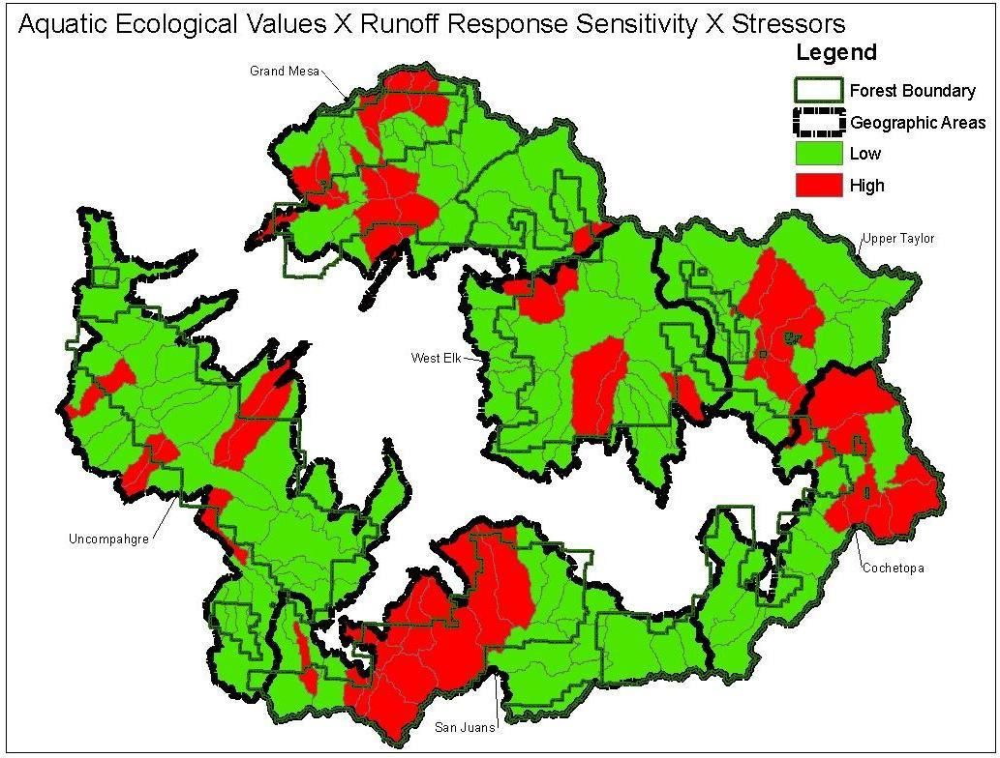 Aquatic Ecological Values X Runoff Response Sensitivity X Stressors
Legend
Forest Boundary
Geographic Areas
Low
High
Grand Mesa
Upper Taylor
West Elk
Uncompahgre
Cochetopa
San Juans